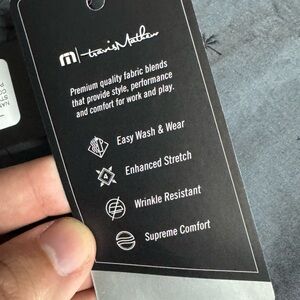 TravisMathew
Premium quality fabric blends
that provide style, performance
and comfort for work and play.
Easy Wash & Wear
Enhanced Stretch
4
Wrinkle Resistant
Supreme Comfort